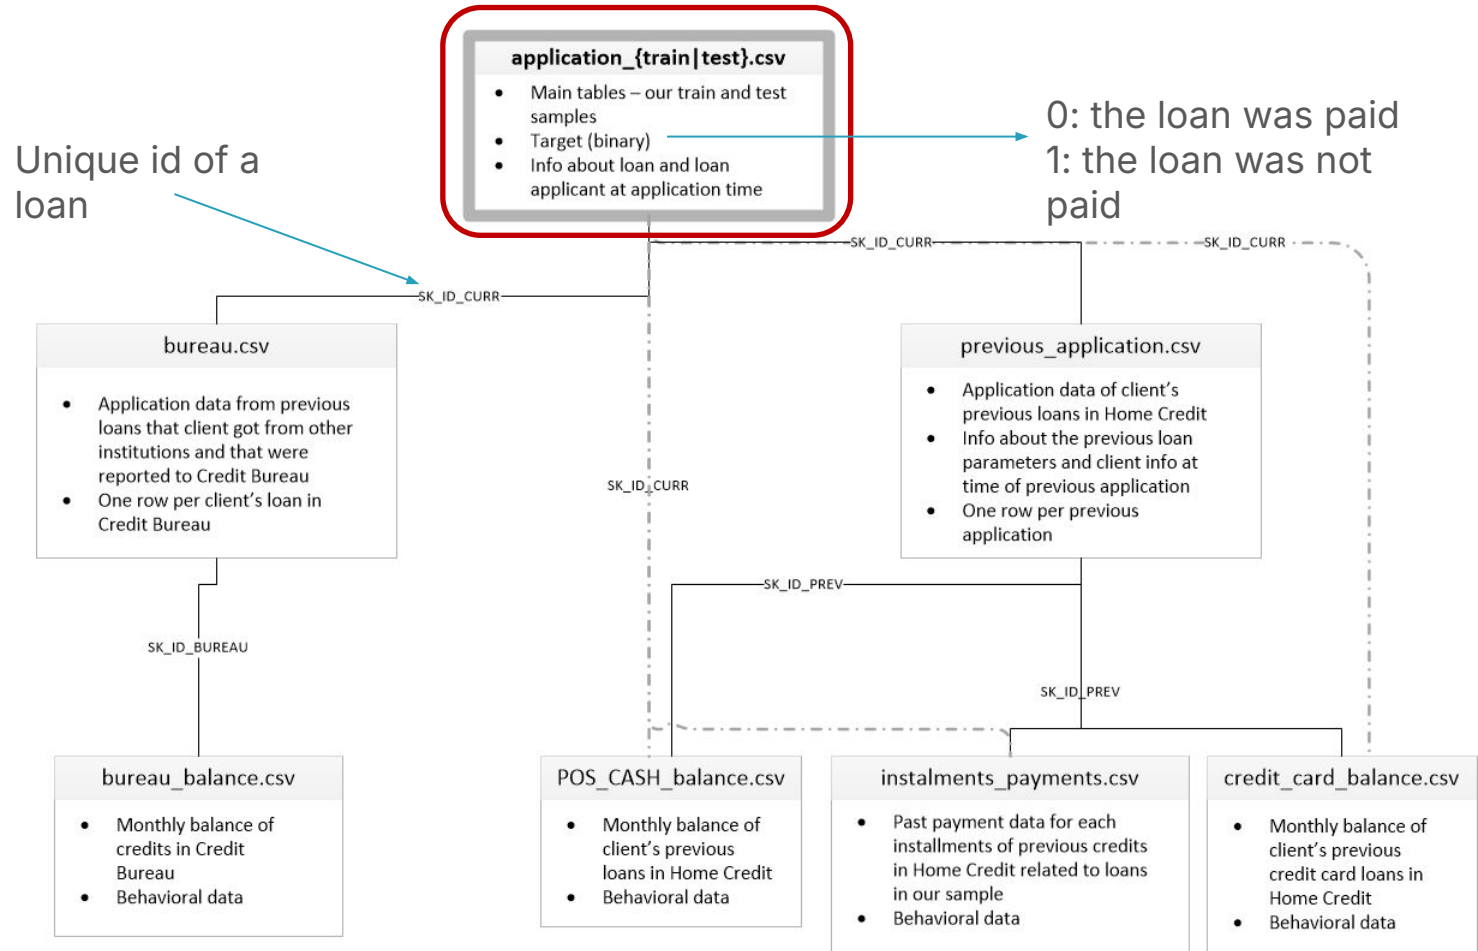 application_{train|test}.csv
Main tables – our train and test
samples
Target (binary)
Info about loan and loan
applicant at application time
0: the loan was paid
1: the loan was not
paid
Unique id of a
loan
SK_ID_CURR
SK_ID_CURR
SK_ID_CURR
bureau.csv
Application data from previous
loans that client got from other
institutions and that were
reported to Credit Bureau
One row per client's loan in
Credit Bureau
previous_application.csv
Application data of client's
previous loans in Home Credit
Info about the previous loan
parameters and client info at
time of previous application
One row per previous
application
SK_ID_CURR
SK_ID_PREV
SK_ID_BUREAU
SK_ID_PREV
bureau_balance.csv
Monthly balance of
credits in Credit
Bureau
Behavioral data
POS_CASH_balance.csv
Monthly balance of
client's previous
loans in Home Credit
Behavioral data
instalments_payments.csv
Past payment data for each
installments of previous credits
in Home Credit related to loans
in our sample
Behavioral data
credit_card_balance.csv
Monthly balance of
client's previous
credit card loans in
Home Credit
Behavioral data